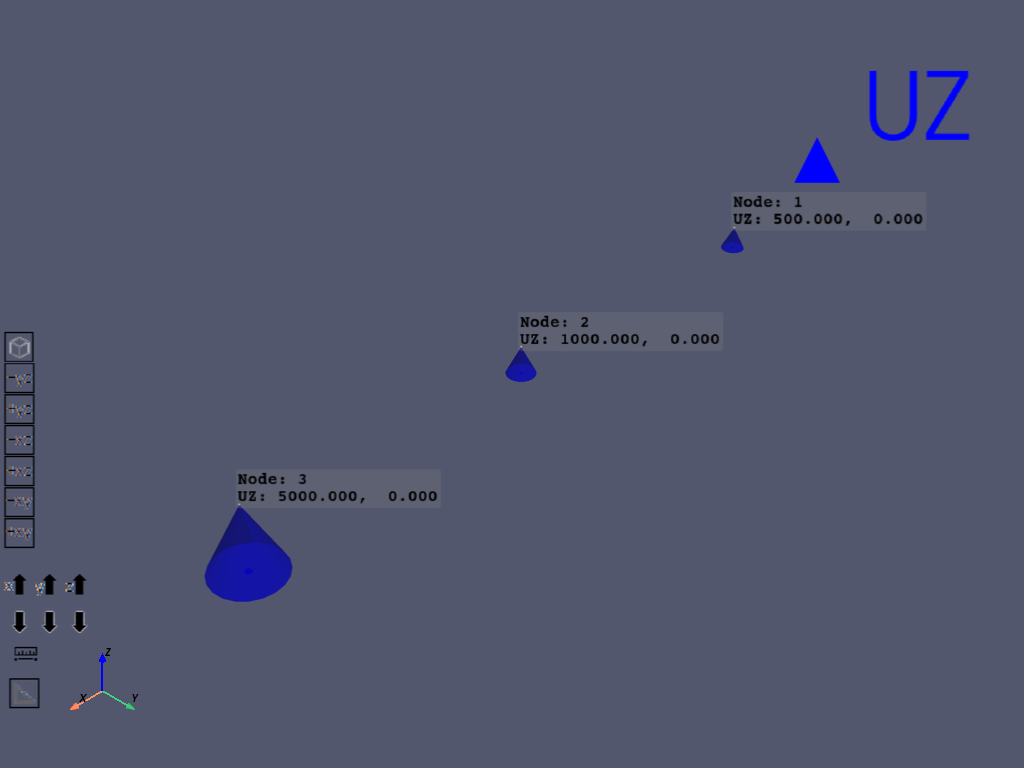 UZ
Node: 1
UZ: 500.000,  0.000
Node: 2
UZ: 1000.000,  0.000
Node: 3
UZ: 5000.000,  0.000
-yz
+yz
-xz
+xz
-xy
+xy
x y z
Z
X Y